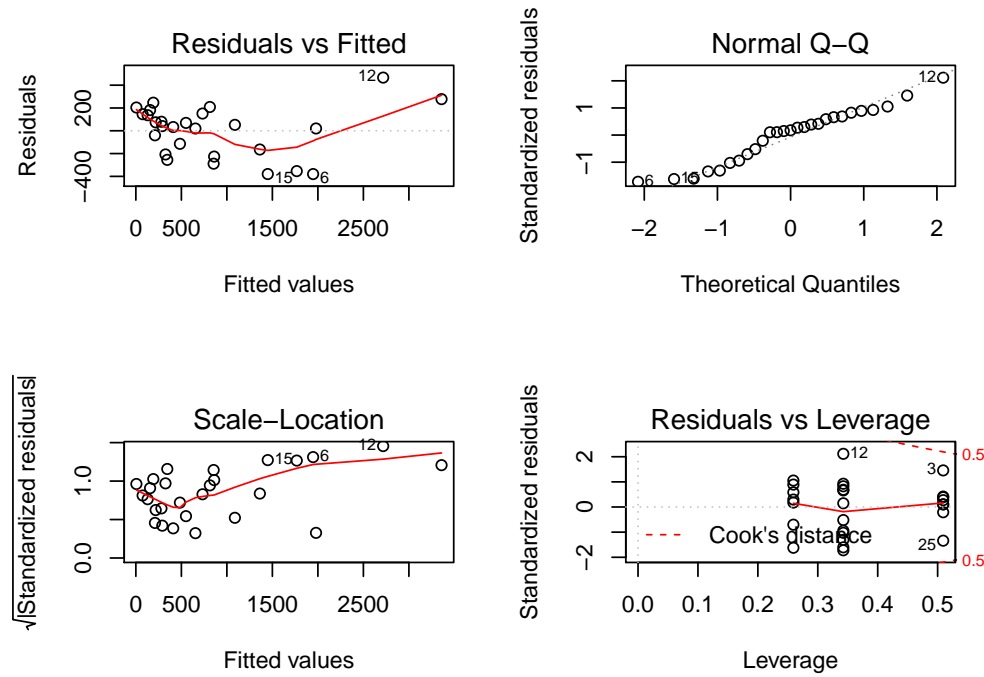 Residuals vs Fitted
Residuals
200
−400
12
15
6
0 500 1500 2500
Fitted values
Normal Q−Q
Standardized residuals
1
−1
12
6
15
−2 −1 0 1 2
Theoretical Quantiles
Scale−Location
√|Standardized residuals|
1.0
0.0
12
15
6
0 500 1500 2500
Fitted values
Residuals vs Leverage
Standardized residuals
2
0
−2
12
3
25
0.5
0.5
Cook's distance
0.0 0.1 0.2 0.3 0.4 0.5
Leverage